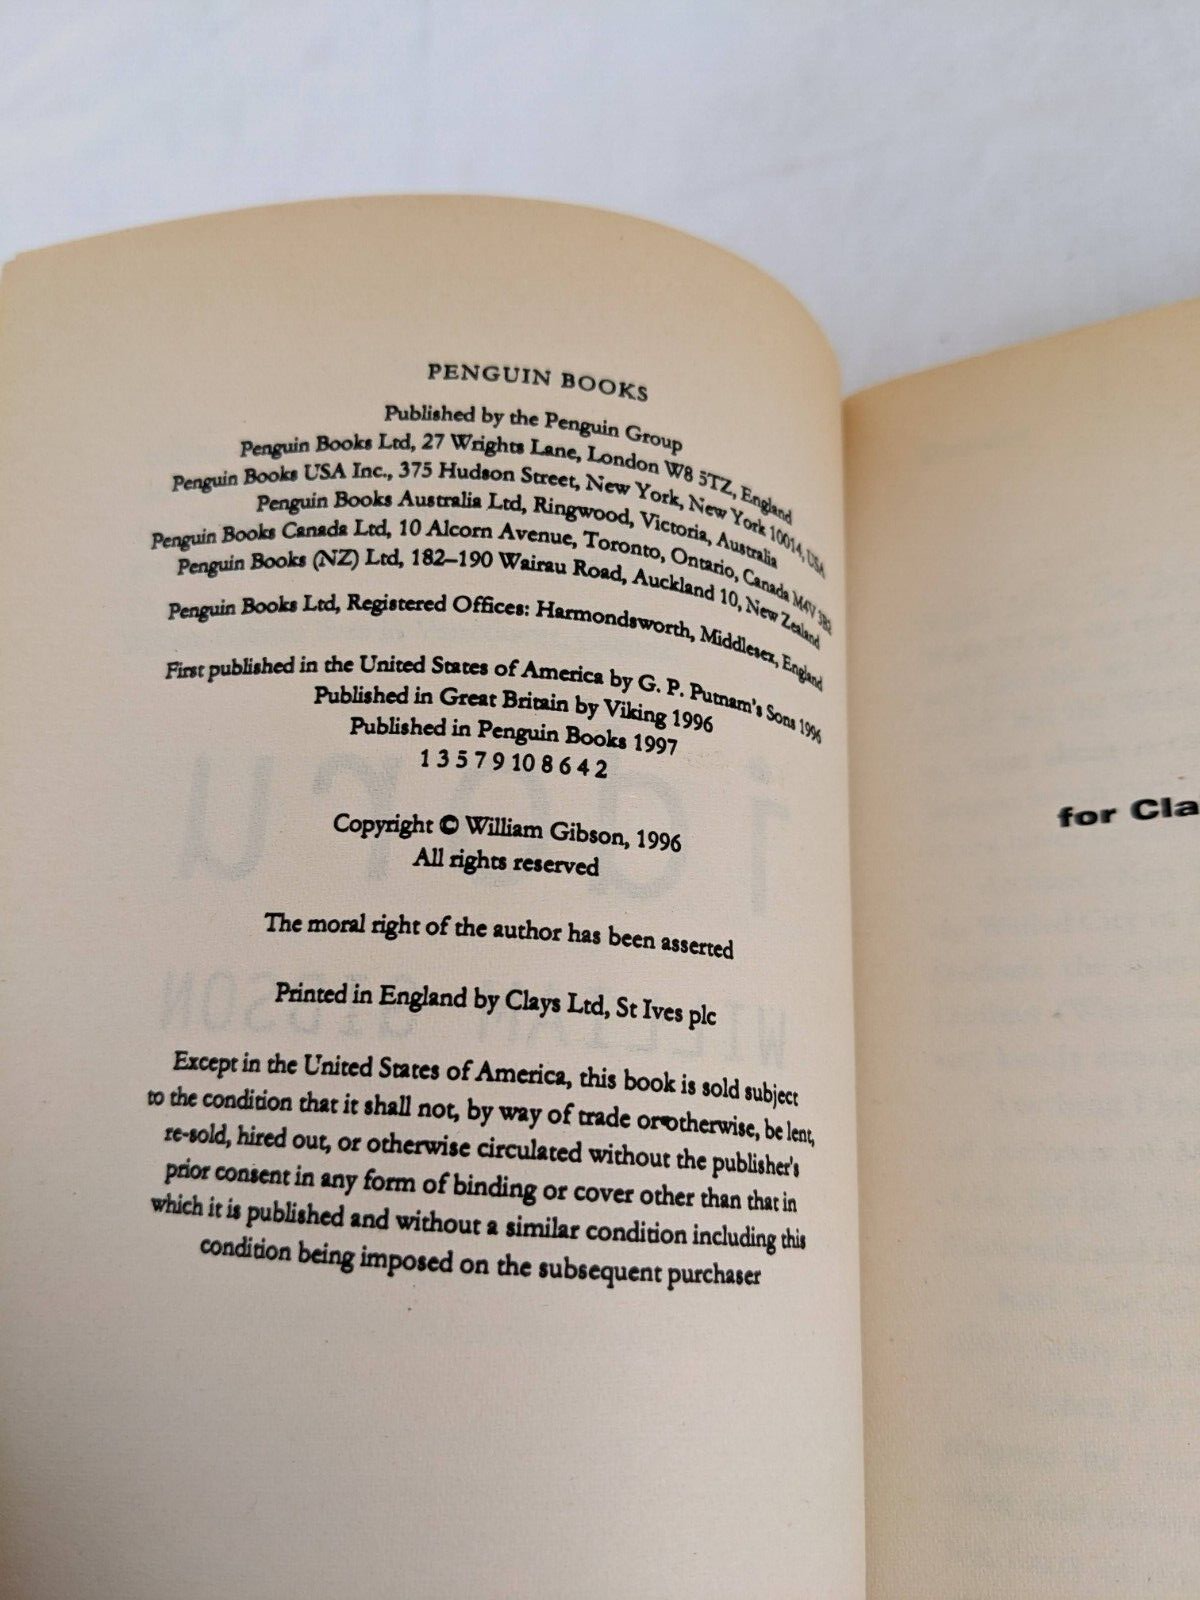 PENGUIN BOOKS
Published by the Penguin Group
Penguin Books Ltd, 27 Wrights Lane, London W8 5TZ, England
Penguin Books USA Inc., 375 Hudson Street, New York, New York 10014, USA
Penguin Books Australia Ltd, Ringwood, Victoria, Australia
Penguin Books Canada Ltd, 10 Alcorn Avenue, Toronto, Ontario, Canada M4V 3B2
Penguin Books (NZ) Ltd, 182–190 Wairau Road, Auckland 10, New Zealand
Penguin Books Ltd, Registered Offices: Harmondsworth, Middlesex, England
First published in the United States of America by G. P. Putnam's Sons 1996
Published in Great Britain by Viking 1996
Published in Penguin Books 1997
1 3 5 7 9 10 8 6 4 2
Copyright © William Gibson, 1996
All rights reserved
The moral right of the author has been asserted
Printed in England by Clays Ltd, St Ives plc
Except in the United States of America, this book is sold subject
to the condition that it shall not, by way of trade or otherwise, be lent,
re-sold, hired out, or otherwise circulated without the publisher's
prior consent in any form of binding or cover other than that in
which it is published and without a similar condition including this
condition being imposed on the subsequent purchaser
idoru
WILLIAM GIBSON
for Cla